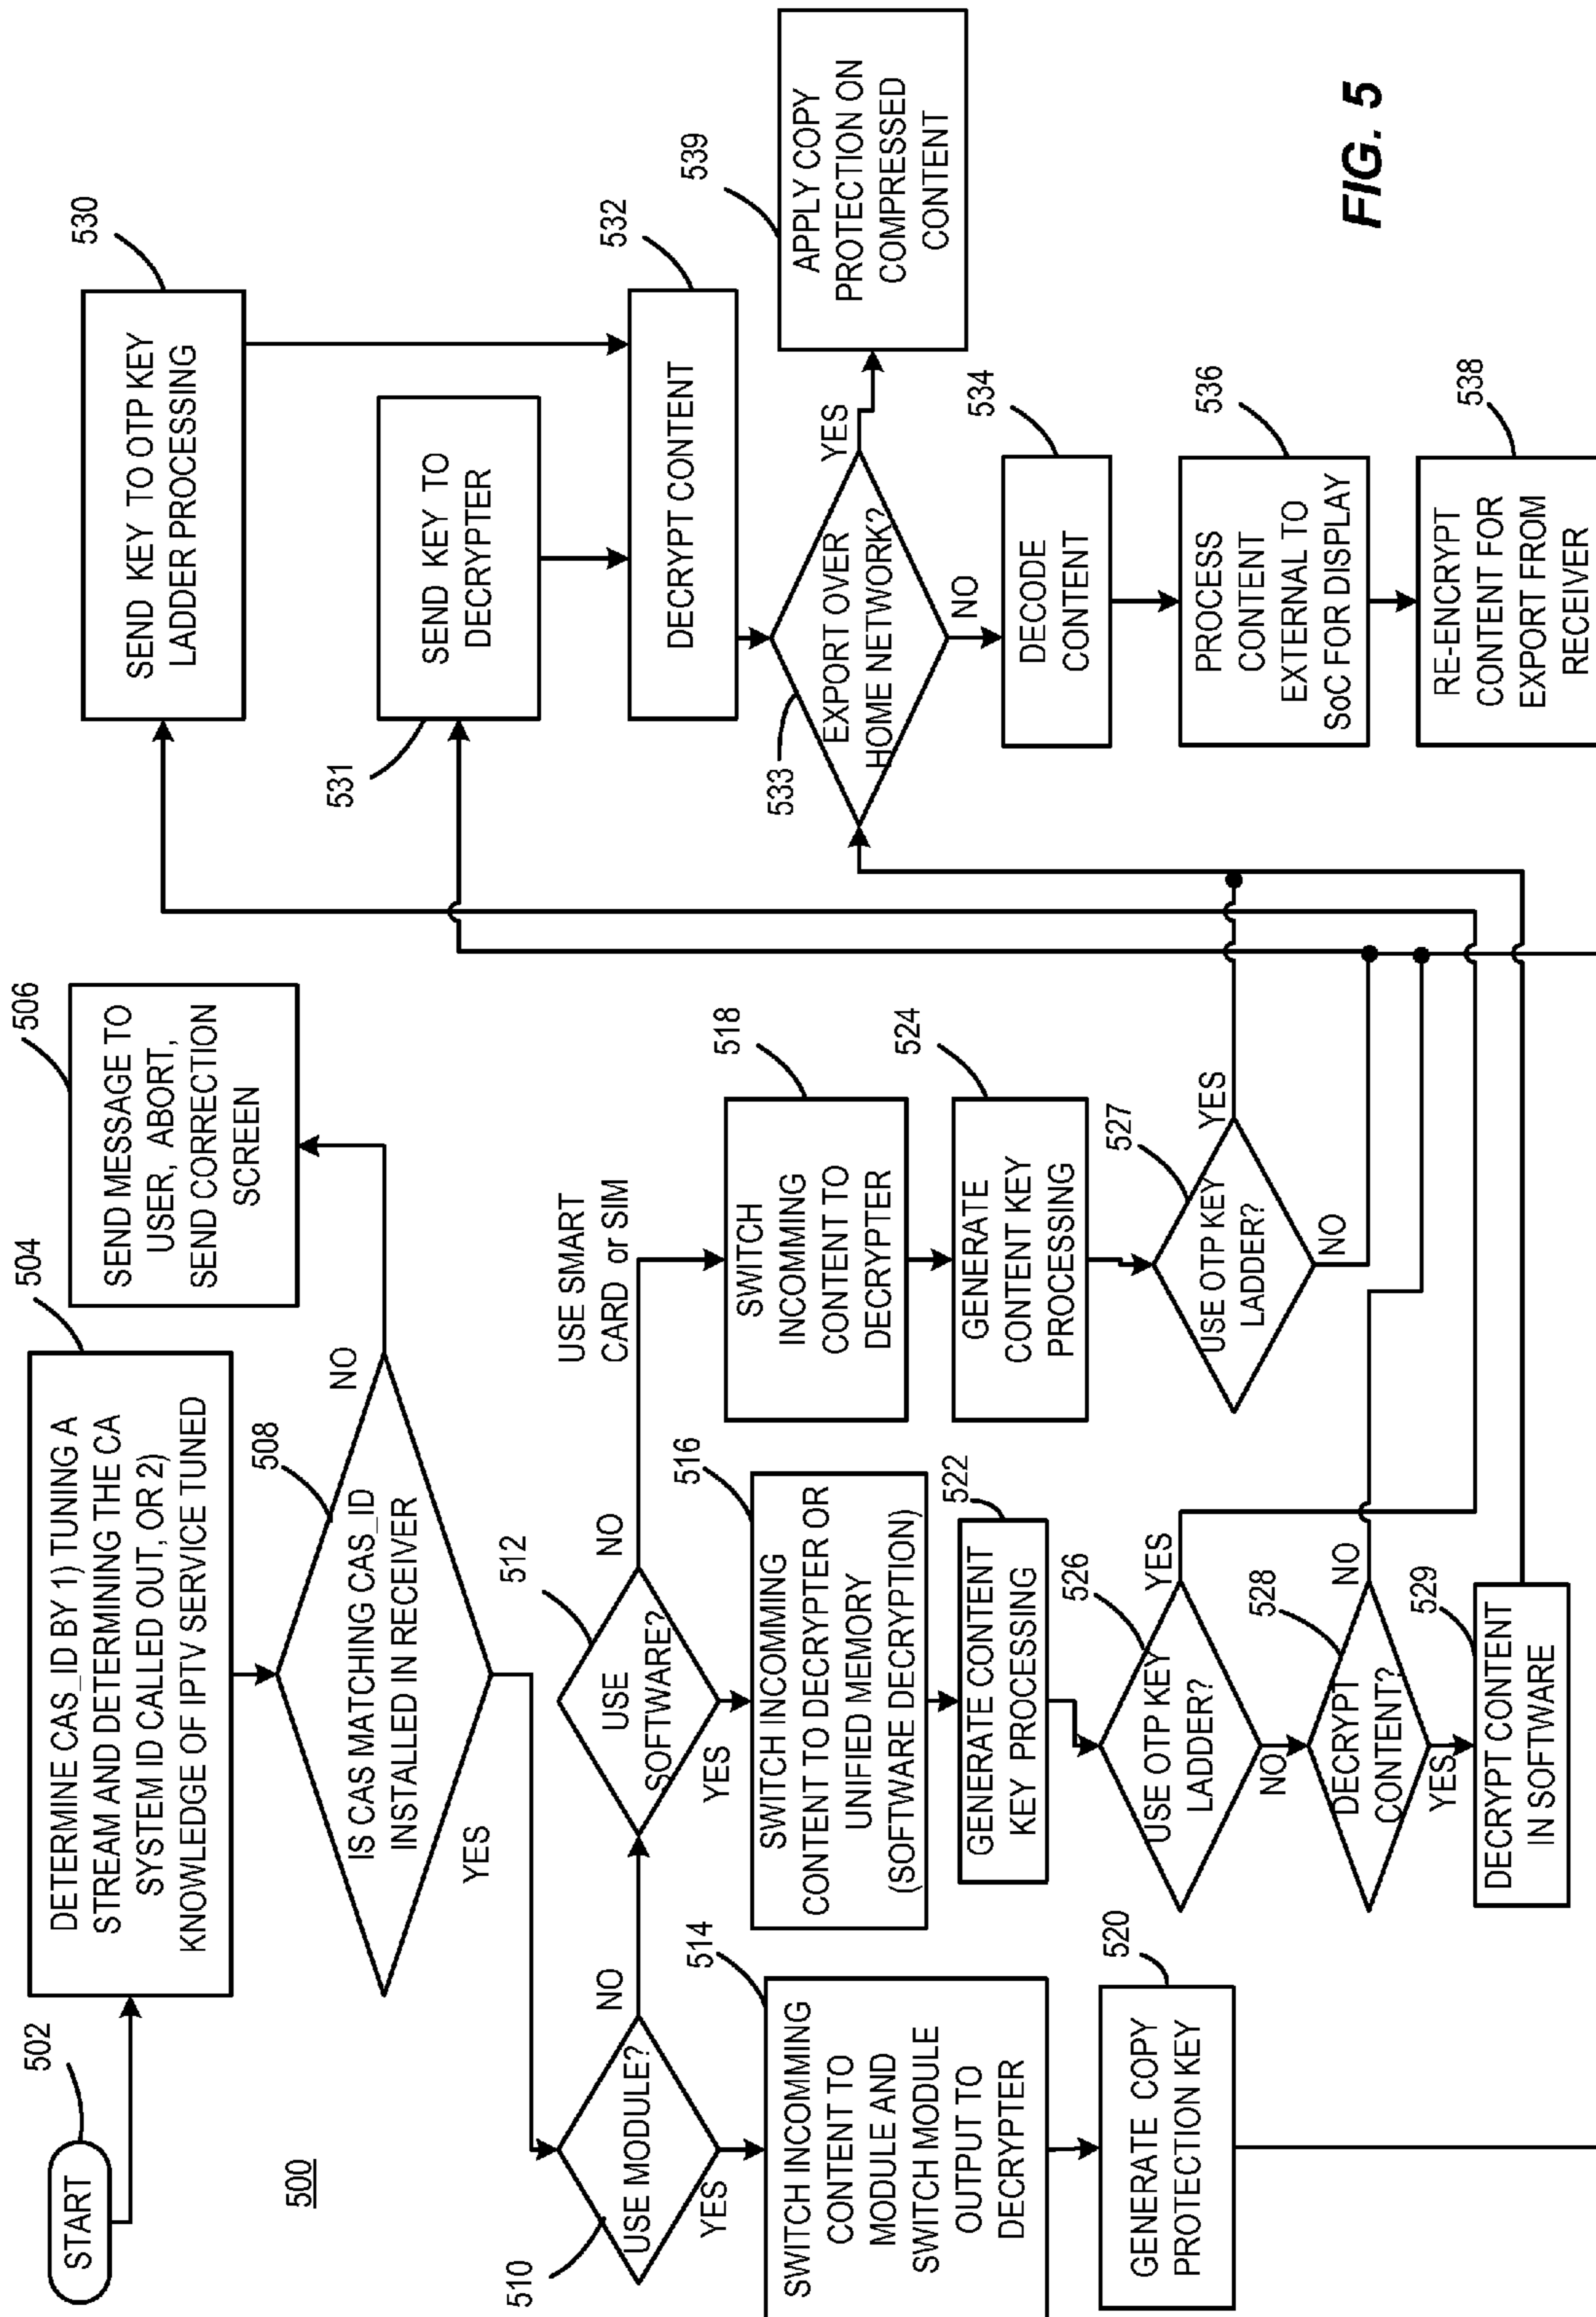 502
START
500
504
DETERMINE CAS_ID BY 1) TUNING A
STREAM AND DETERMINING THE CA
SYSTEM ID CALLED OUT, OR 2)
KNOWLEDGE OF IPTV SERVICE TUNED
506
SEND MESSAGE TO
USER, ABORT,
SEND CORRECTION
SCREEN
508
IS CAS MATCHING CAS_ID
INSTALLED IN RECEIVER
NO
YES
510
USE MODULE?
NO
YES
512
USE
SOFTWARE?
NO
YES
USE SMART
CARD or SIM
514
SWITCH INCOMMING
CONTENT TO
MODULE AND
SWITCH MODULE
OUTPUT TO
DECRYPTER
516
SWITCH INCOMMING
CONTENT TO DECRYPTER OR
UNIFIED MEMORY
(SOFTWARE DECRYPTION)
518
SWITCH
INCOMMING
CONTENT TO
DECRYPTER
520
GENERATE COPY
PROTECTION KEY
522
GENERATE CONTENT
KEY PROCESSING
524
GENERATE
CONTENT KEY
PROCESSING
526
USE OTP KEY
LADDER?
YES
NO
527
USE OTP KEY
LADDER?
YES
NO
528
DECRYPT
CONTENT?
NO
YES
529
DECRYPT CONTENT
IN SOFTWARE
530
SEND KEY TO OTP KEY
LADDER PROCESSING
531
SEND KEY TO
DECRYPTER
532
DECRYPT CONTENT
533
EXPORT OVER
HOME NETWORK?
YES
NO
539
APPLY COPY
PROTECTION ON
COMPRESSED
CONTENT
534
DECODE
CONTENT
536
PROCESS
CONTENT
EXTERNAL TO
SoC FOR DISPLAY
538
RE-ENCRYPT
CONTENT FOR
EXPORT FROM
RECEIVER
FIG. 5